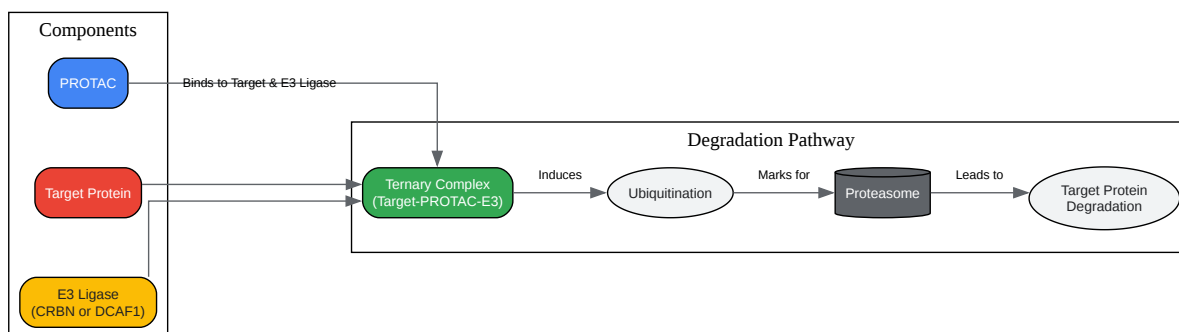 Components
PROTAC
Binds to Target & E3 Ligase
Degradation Pathway
Target Protein
Ternary Complex
(Target-PROTAC-E3)
Induces
Ubiquitination
Marks for
Proteasome
Leads to
Target Protein
Degradation
E3 Ligase
(CRBN or DCAF1)